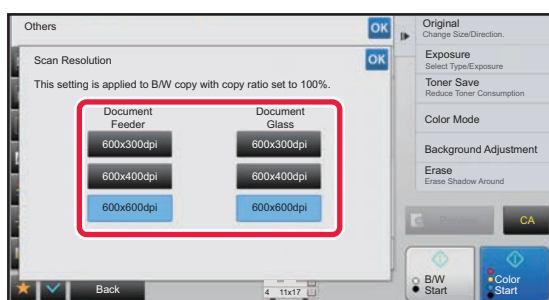 Others
OK
Scan Resolution
OK
This setting is applied to B/W copy with copy ratio set to 100%.
Document
Feeder
Document
Glass
600x300dpi
600x300dpi
600x400dpi
600x400dpi
600x600dpi
600x600dpi
Back
4 11x17
Original
Change Size/Direction.
Exposure
Select Type/Exposure
Toner Save
Reduce Toner Consumption
Color Mode
Background Adjustment
Erase
Erase Shadow Around
CA
B/W
Start
Color
Start